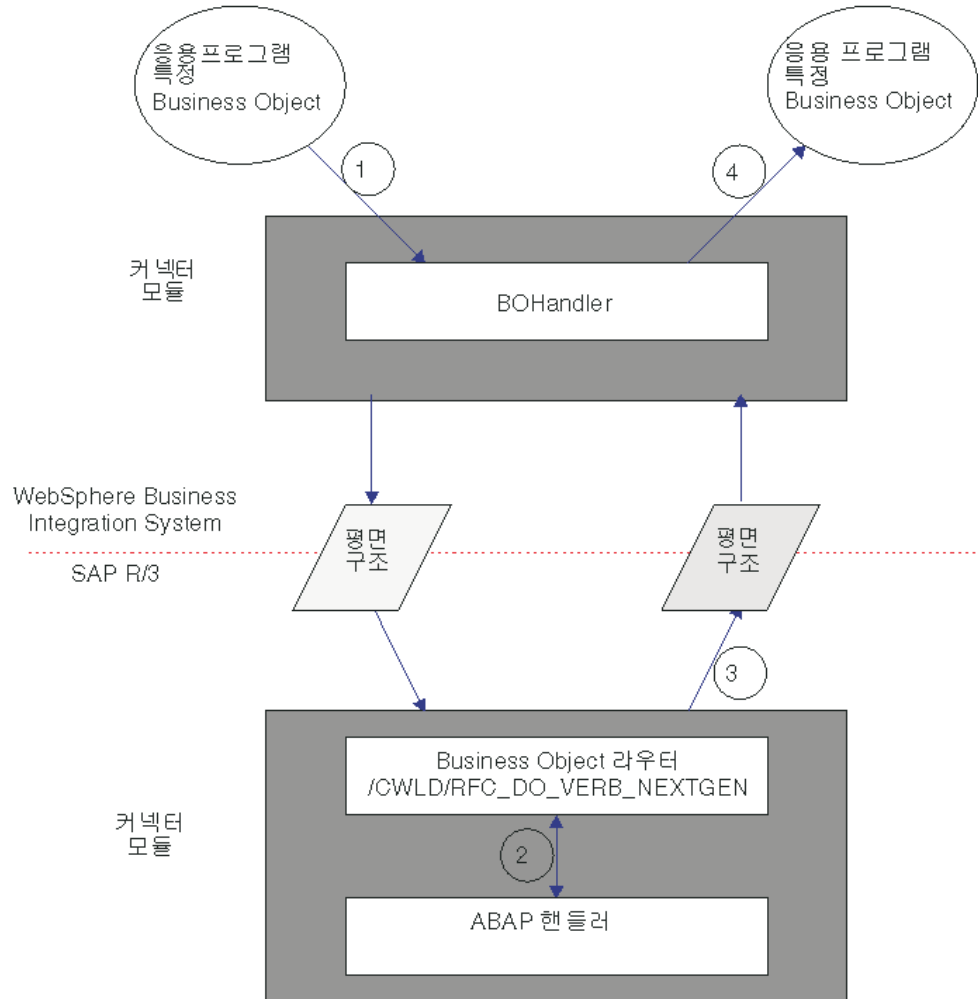 응용프로그램
특정
Business Object
응용 프로그램
특정
Business Object
1
4
커넥터
모듈
BOHandler
WebSphere Business
Integration System
SAP R/3
평면
구조
평면
구조
3
Business Object 라우터
/CWLD/RFC_DO_VERB_NEXTGEN
커넥터
모듈
2
ABAP 핸들러